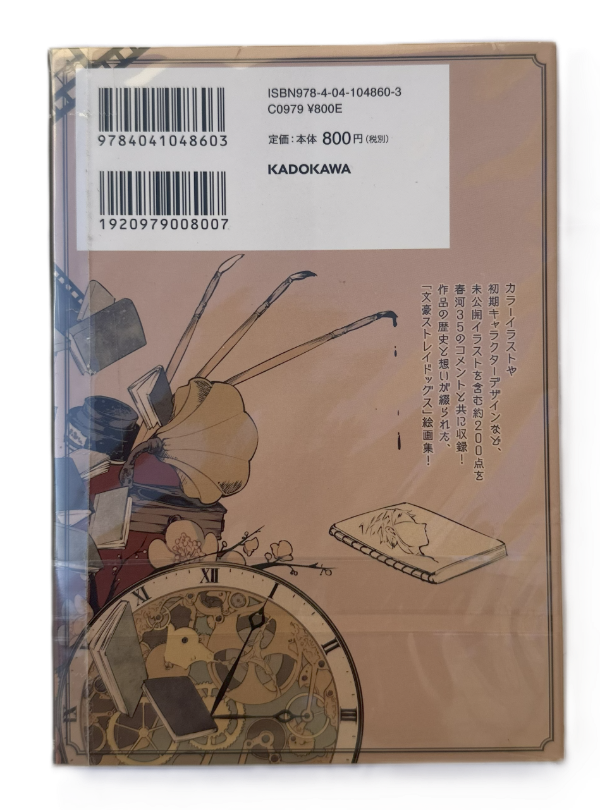 ISBN978-4-04-104860-3
C0979 ¥800E
9784041048603
定価:本体800円(税別)
KADOKAWA
1920979008007
カラーイラストや
初期キャラクターデザインなど、
未公開イラストを含む約200点を
春河35のコメントと共に収録!
作品の歴史と想いが綴られた、
「文豪ストレイドッグス」絵画集!
XI
XII
I
II
III